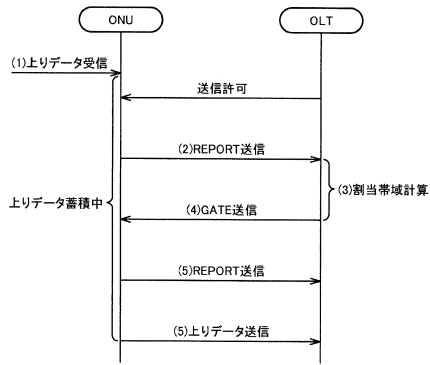 ONU
OLT
(1)上りデータ受信
送信許可
(2)REPORT送信
(3)割当帯域計算
上りデータ蓄積中
(4)GATE送信
(5)REPORT送信
(5)上りデータ送信